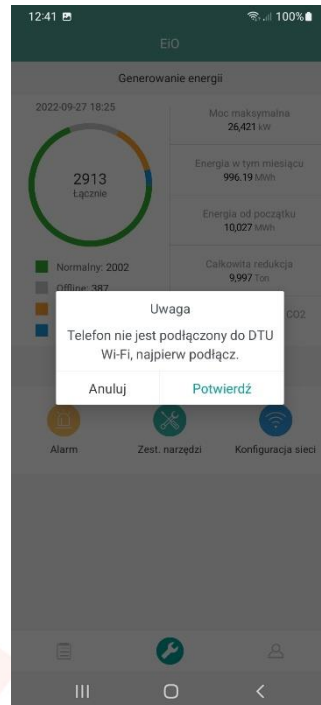 12:41
100%
EiO
Generowanie energii
2022-09-27 18:25
Moc maksymalna
26,421 kW
2913
Łącznie
Energia w tym miesiącu
996.19 MWh
Energia od początku
10,027 MWh
Normalny: 2002
Całkowita redukcja
9,997 Ton
Offline: 387
CO2
Uwaga
Telefon nie jest podłączony do DTU
Wi-Fi, najpierw podłącz.
Anuluj
Potwierdź
Alarm
Zest. narzędzi
Konfiguracja sieci